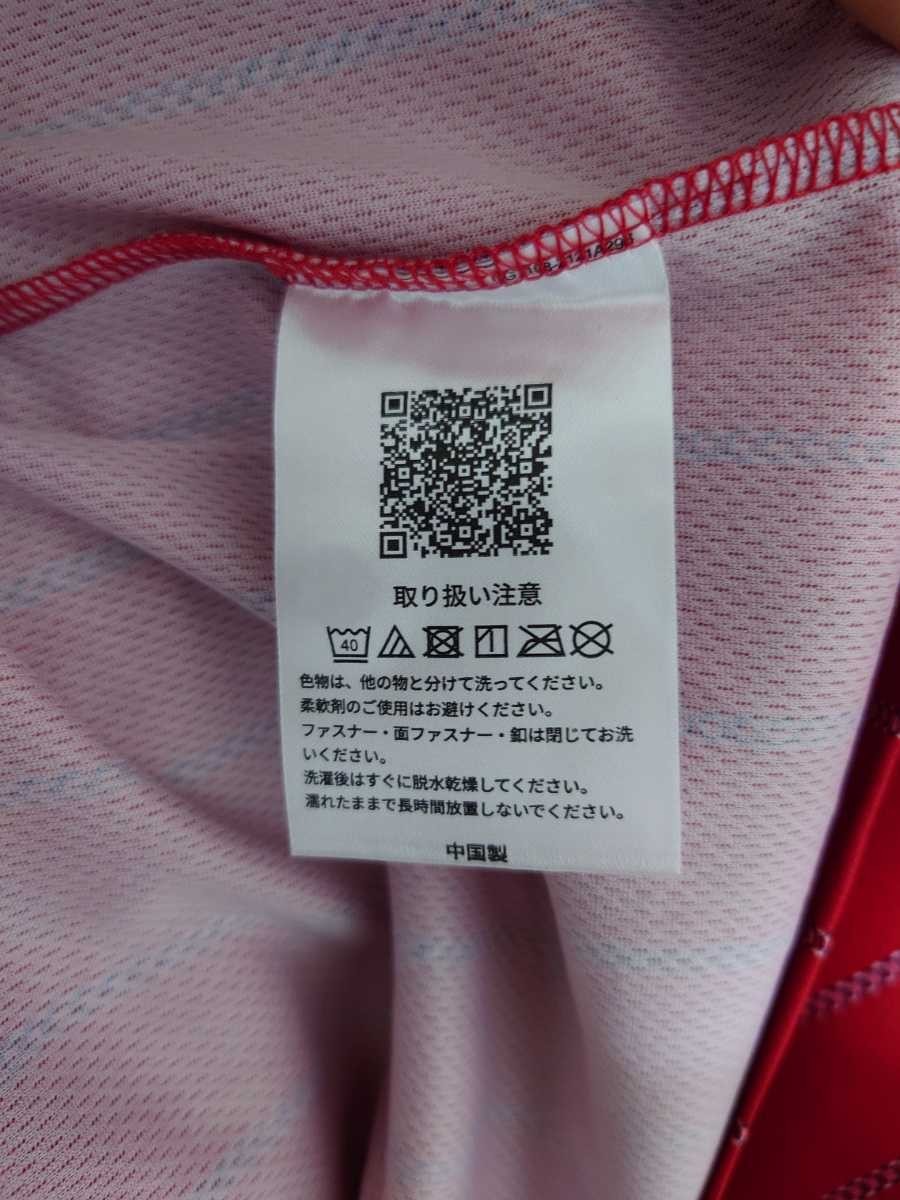 取り扱い注意
40
色物は、他の物と分けて洗ってください。
柔軟剤のご使用はお避けください。
ファスナー・面ファスナー・釦は閉じてお洗
いください。
洗濯後はすぐに脱水乾燥してください。
濡れたままで長時間放置しないでください。
中国製